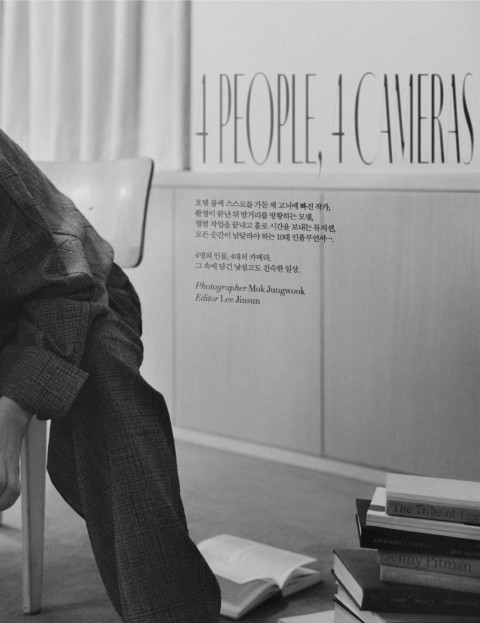 4 PEOPLE, 4 CAMERAS
호텔 룸에 스스로를 가둔 채 고뇌에 빠진 작가,
촬영이 끝난 뒤 밤거리를 방황하는 모델,
앨범 작업을 끝내고 홀로 시간을 보내는 뮤지션,
모든 순간이 남달라야 하는 10대 인플루언서….
4명의 인물, 4대의 카메라.
그 속에 담긴 낯설고도 친숙한 일상.
Photographer Mok Jungwook
Editor Lee Jinsun
The Tribe of
Jenny Pitman